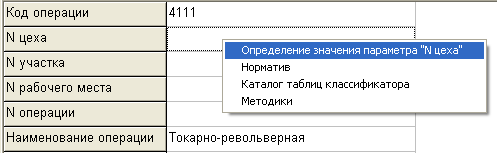 Код операции 4111
N цеха
Определение значения параметра "N цеха"
N участка
Норматив
Каталог таблиц классификатора
N рабочего места
Методики
N операции
Наименование операции Токарно-револьверная